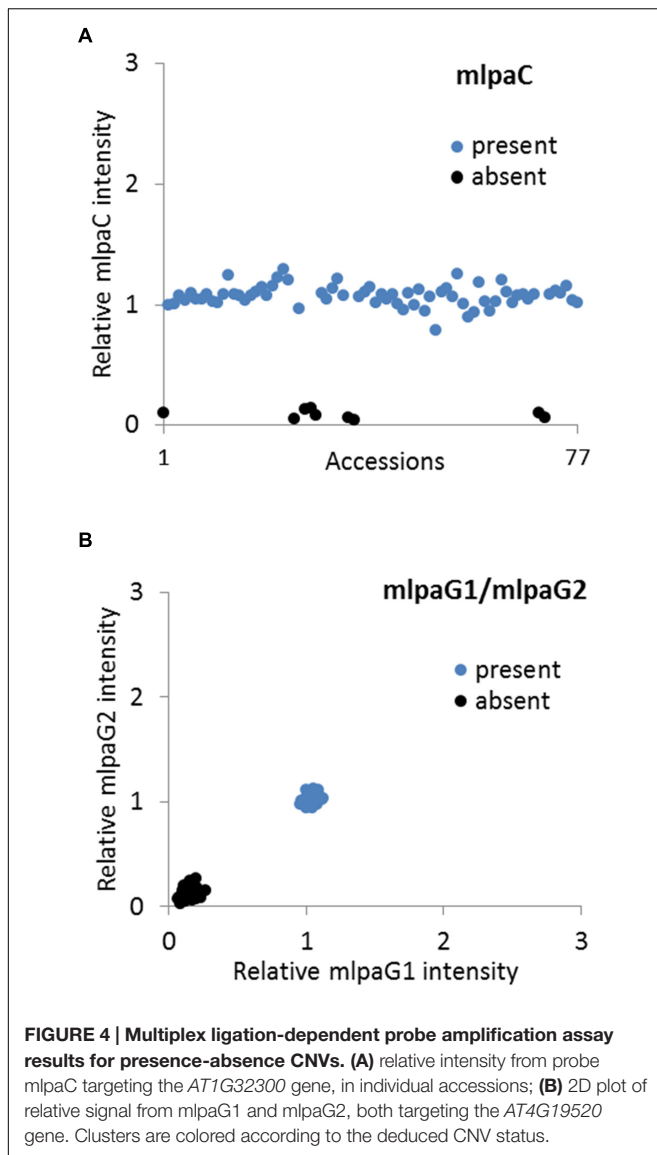 A
3
mlpaC
present
absent
2
1
0
Relative mlpaC intensity
1
Accessions
77
B
3
mlpaG1/mlpaG2
present
absent
2
1
0
Relative mlpaG2 intensity
0
1
2
3
Relative mlpaG1 intensity
FIGURE 4 | Multiplex ligation-dependent probe amplification assay
results for presence-absence CNVs. (A) relative intensity from probe
mlpaC targeting the AT1G32300 gene, in individual accessions; (B) 2D plot of
relative signal from mlpaG1 and mlpaG2, both targeting the AT4G19520
gene. Clusters are colored according to the deduced CNV status.